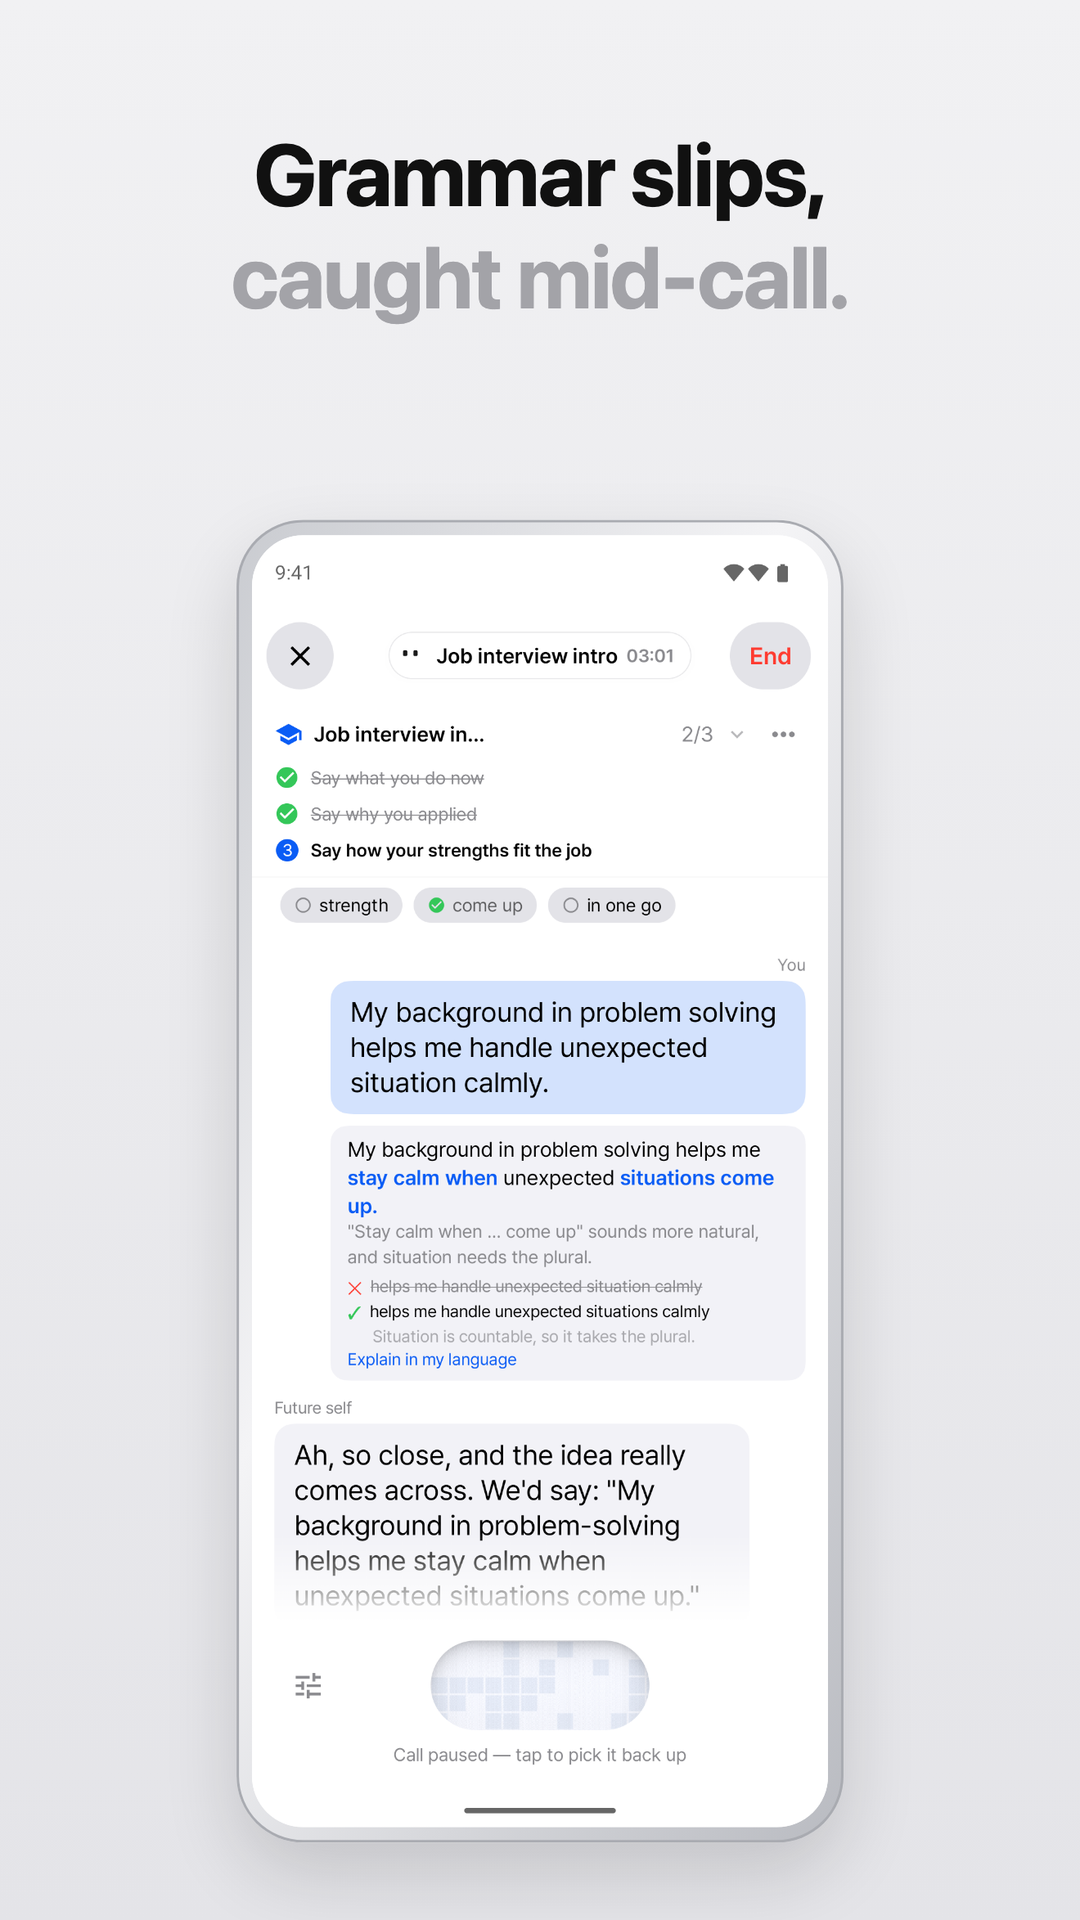 Grammar slips,
caught mid-call.
9:41
Job interview intro 03:01
End
Job interview in...
2/3
Say what you do now
Say why you applied
3 Say how your strengths fit the job
strength
come up
in one go
You
My background in problem solving
helps me handle unexpected
situation calmly.
My background in problem solving helps me
stay calm when unexpected situations come
up.
"Stay calm when ... come up" sounds more natural,
and situation needs the plural.
helps me handle unexpected situation calmly
helps me handle unexpected situations calmly
Situation is countable, so it takes the plural.
Explain in my language
Future self
Ah, so close, and the idea really
comes across. We'd say: "My
background in problem-solving
helps me stay calm when
unexpected situations come up."
Call paused — tap to pick it back up